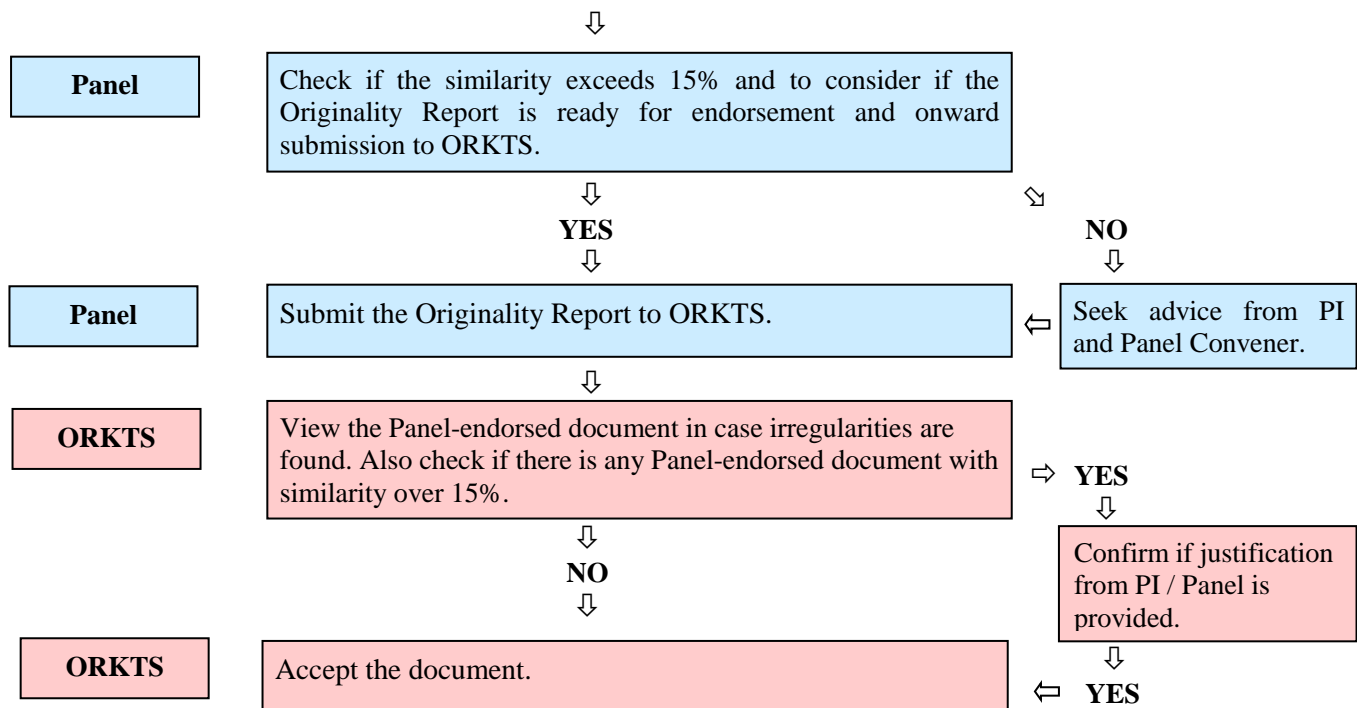 ⇩
Panel
Check if the similarity exceeds 15% and to consider if the
Originality Report is ready for endorsement and onward
submission to ORKTS.
⇩ ⇘
YES NO
⇩ ⇩
Panel
Submit the Originality Report to ORKTS.
⇦
Seek advice from PI
and Panel Convener.
⇩
ORKTS
View the Panel-endorsed document in case irregularities are
found. Also check if there is any Panel-endorsed document with
similarity over 15%.
⇨ YES
⇩
Confirm if justification
from PI / Panel is
provided.
⇩
NO
⇩
ORKTS
Accept the document.
⇩
⇦ YES